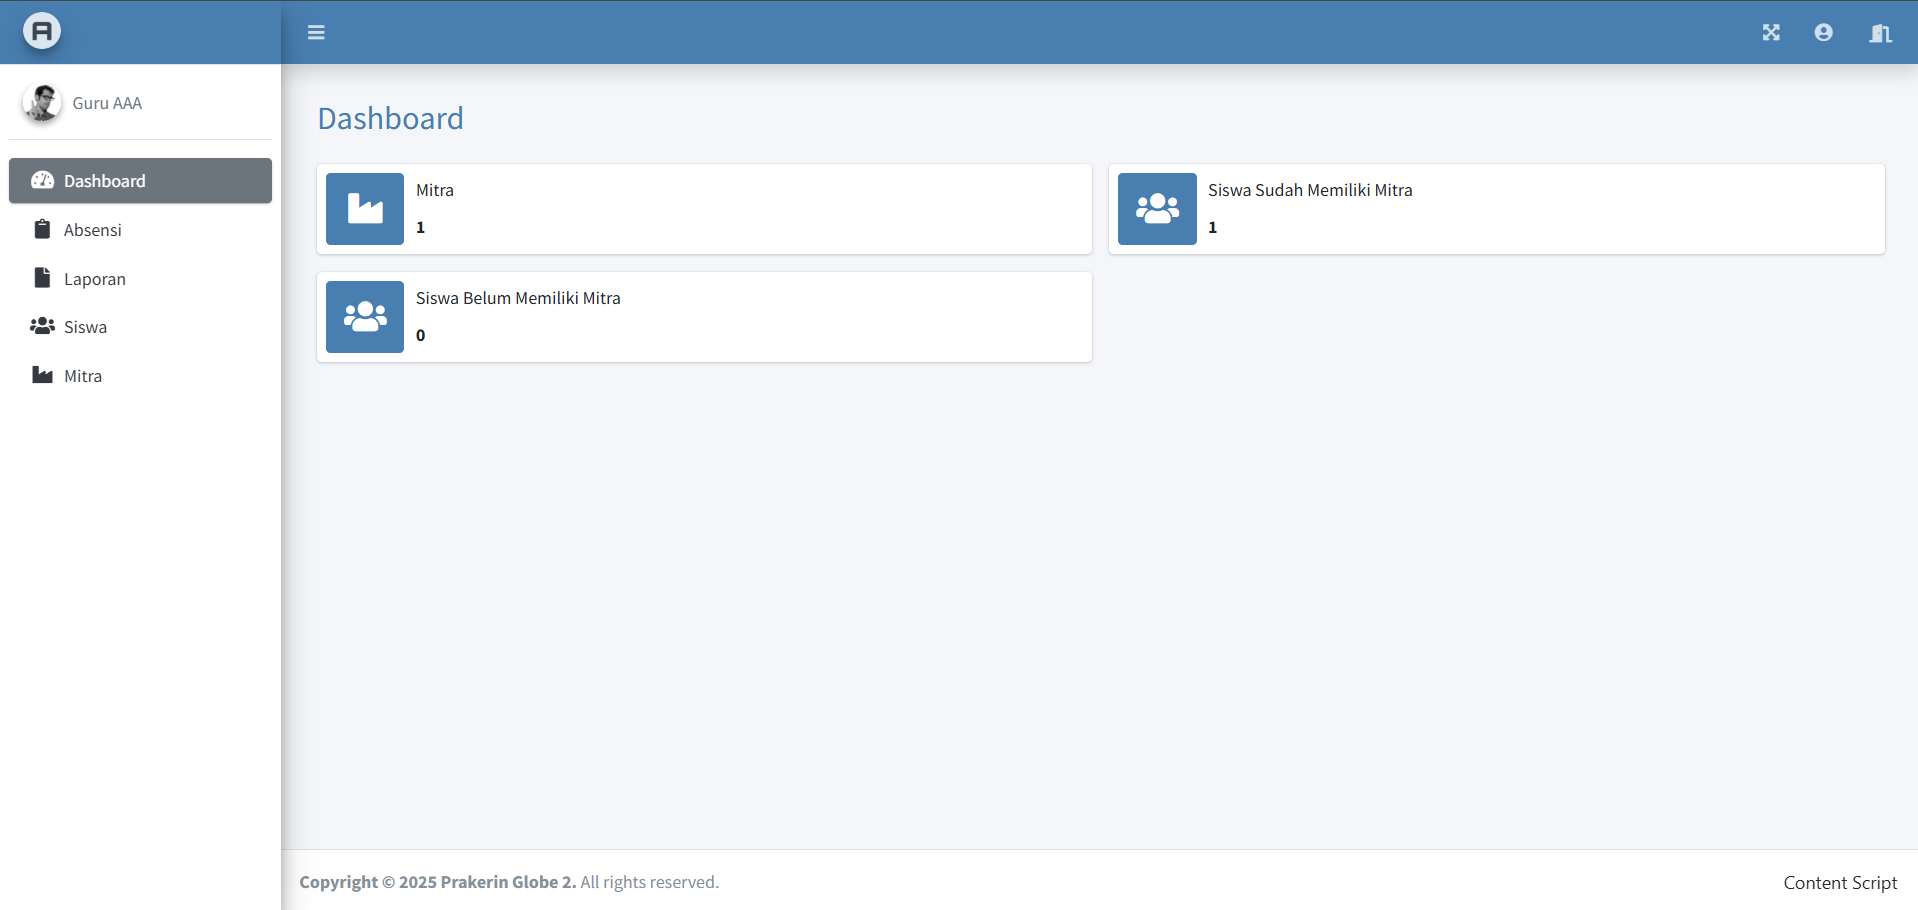 A
Guru AAA
Dashboard
Absensi
Laporan
Siswa
Mitra
Dashboard
Mitra
1
Siswa Sudah Memiliki Mitra
1
Siswa Belum Memiliki Mitra
0
Copyright © 2025 Prakerin Globe 2. All rights reserved.
Content Script